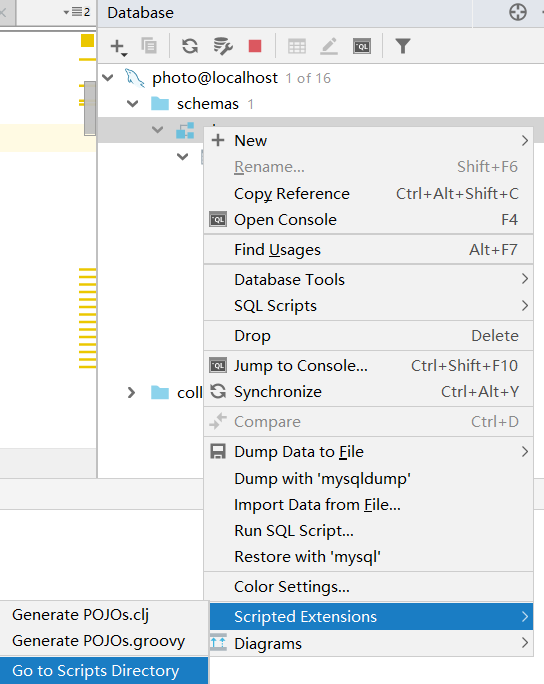 2
Database
photo@localhost 1 of 16
schemas 1
New
Rename... Shift+F6
Copy Reference Ctrl+Alt+Shift+C
Open Console F4
Find Usages Alt+F7
Database Tools
SQL Scripts
Drop Delete
Jump to Console... Ctrl+Shift+F10
coll
Synchronize Ctrl+Alt+Y
Compare Ctrl+D
Dump Data to File
Dump with 'mysqldump'
Import Data from File...
Run SQL Script...
Restore with 'mysql'
Color Settings...
Generate POJOs.clj
Scripted Extensions
Generate POJOs.groovy
Diagrams
Go to Scripts Directory